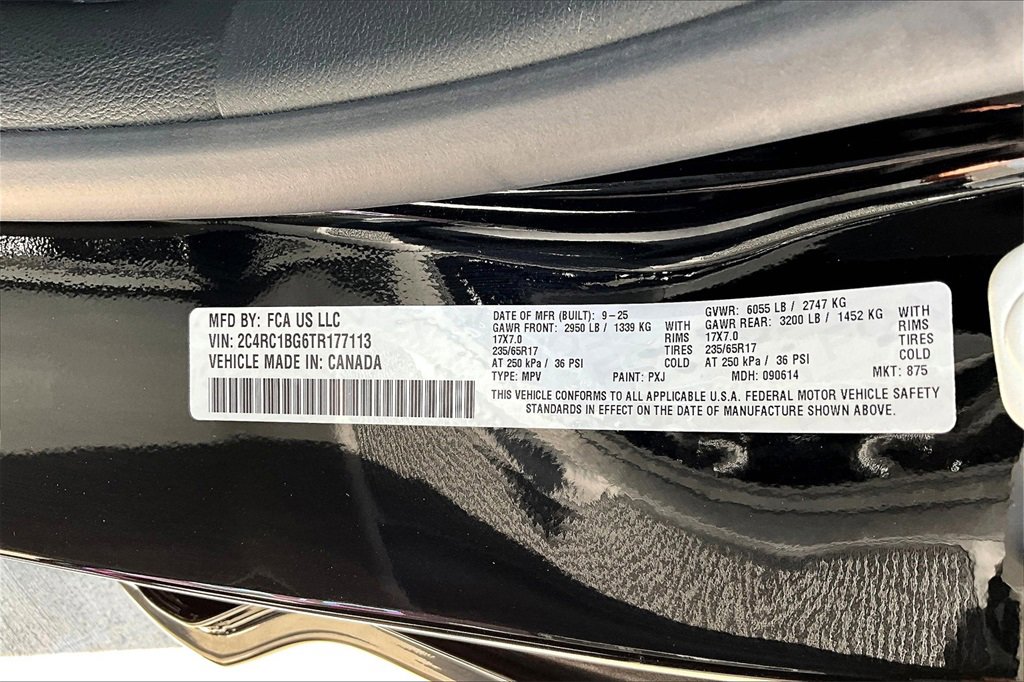 MFD BY: FCA US LLC
VIN: 2C4RC1BG6TR177113
VEHICLE MADE IN: CANADA
DATE OF MFR (BUILT): 9-25
GAWR FRONT: 2950 LB / 1339 KG WITH
17X7.0 RIMS
235/65R17 TIRES
AT 250 kPa / 36 PSI COLD
GVWR: 6055 LB / 2747 KG
GAWR REAR: 3200 LB / 1452 KG WITH
17X7.0 RIMS
235/65R17 TIRES
AT 250 kPa / 36 PSI COLD
TYPE: MPV PAINT: PXJ MDH: 090614 MKT: 875
THIS VEHICLE CONFORMS TO ALL APPLICABLE U.S.A. FEDERAL MOTOR VEHICLE SAFETY
STANDARDS IN EFFECT ON THE DATE OF MANUFACTURE SHOWN ABOVE.